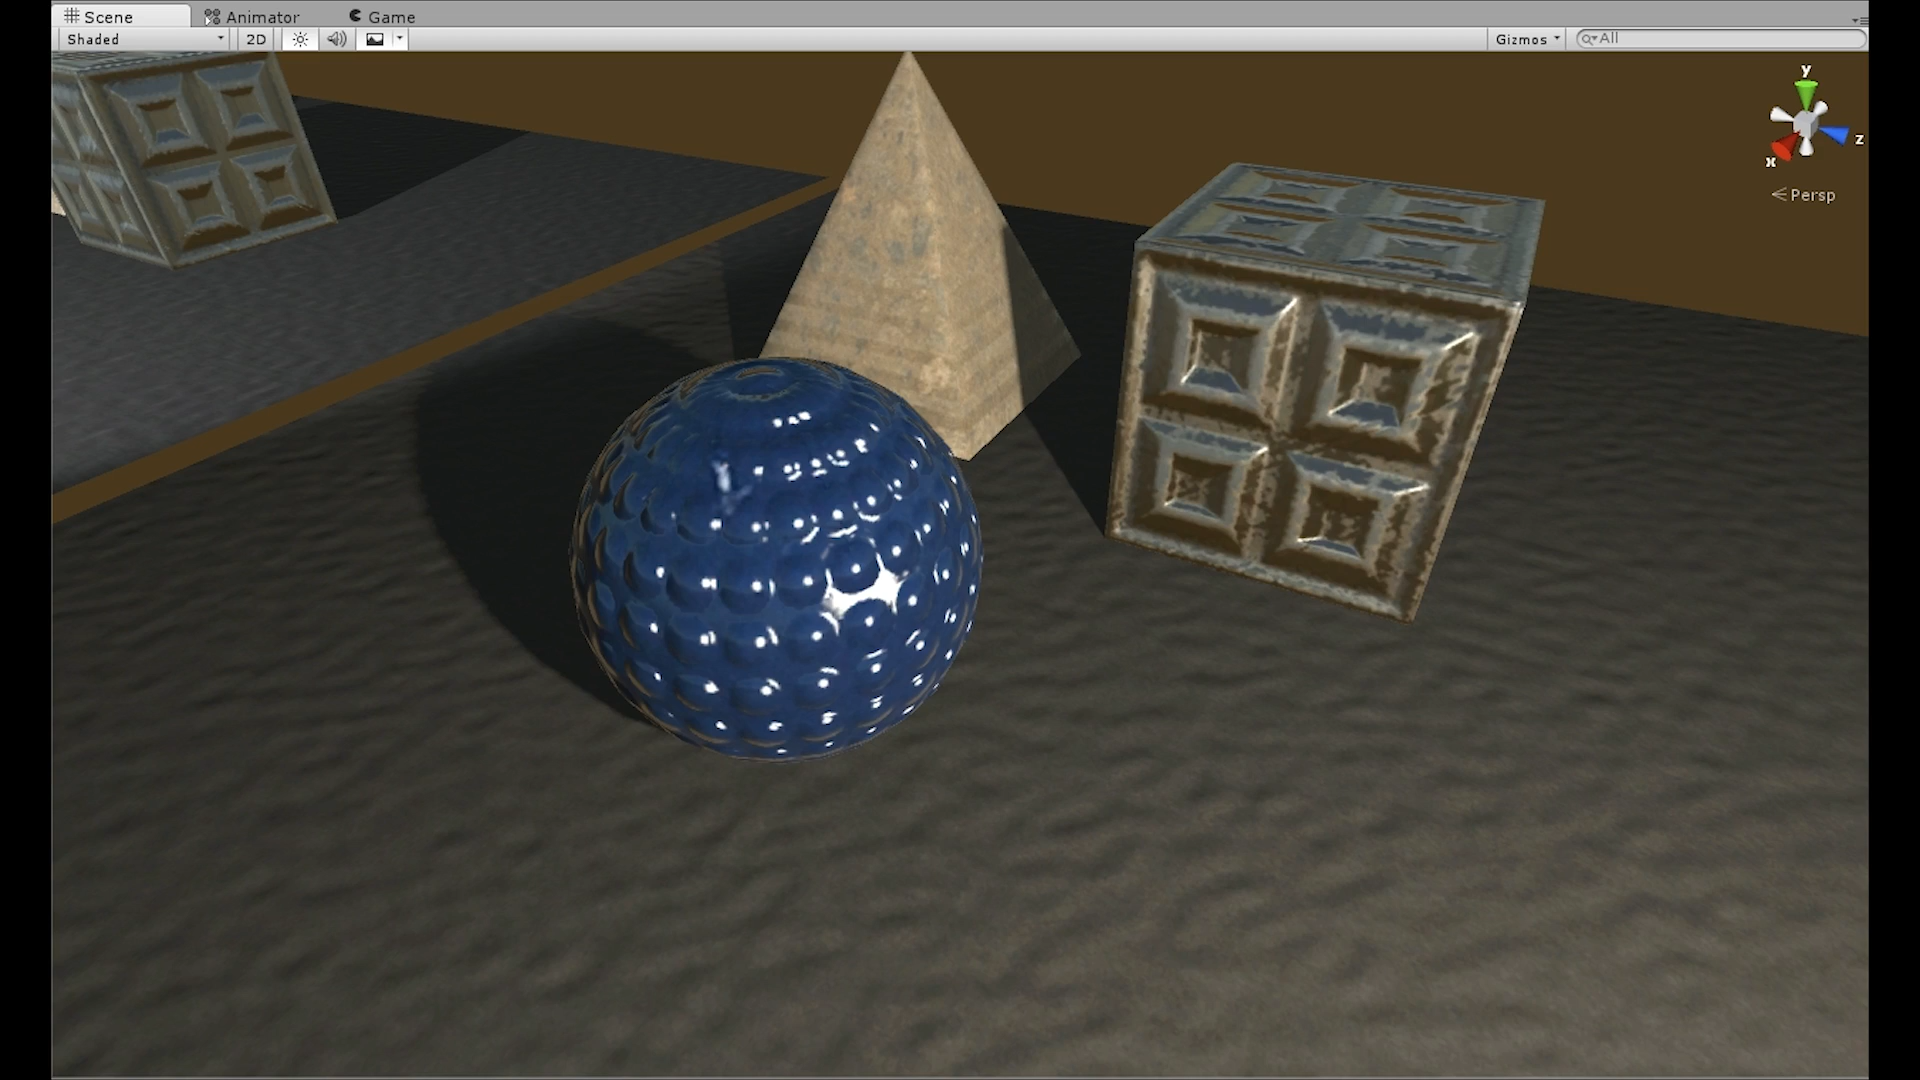 Scene Animator Game
Shaded 2D Gizmos All
y
z
x
Persp